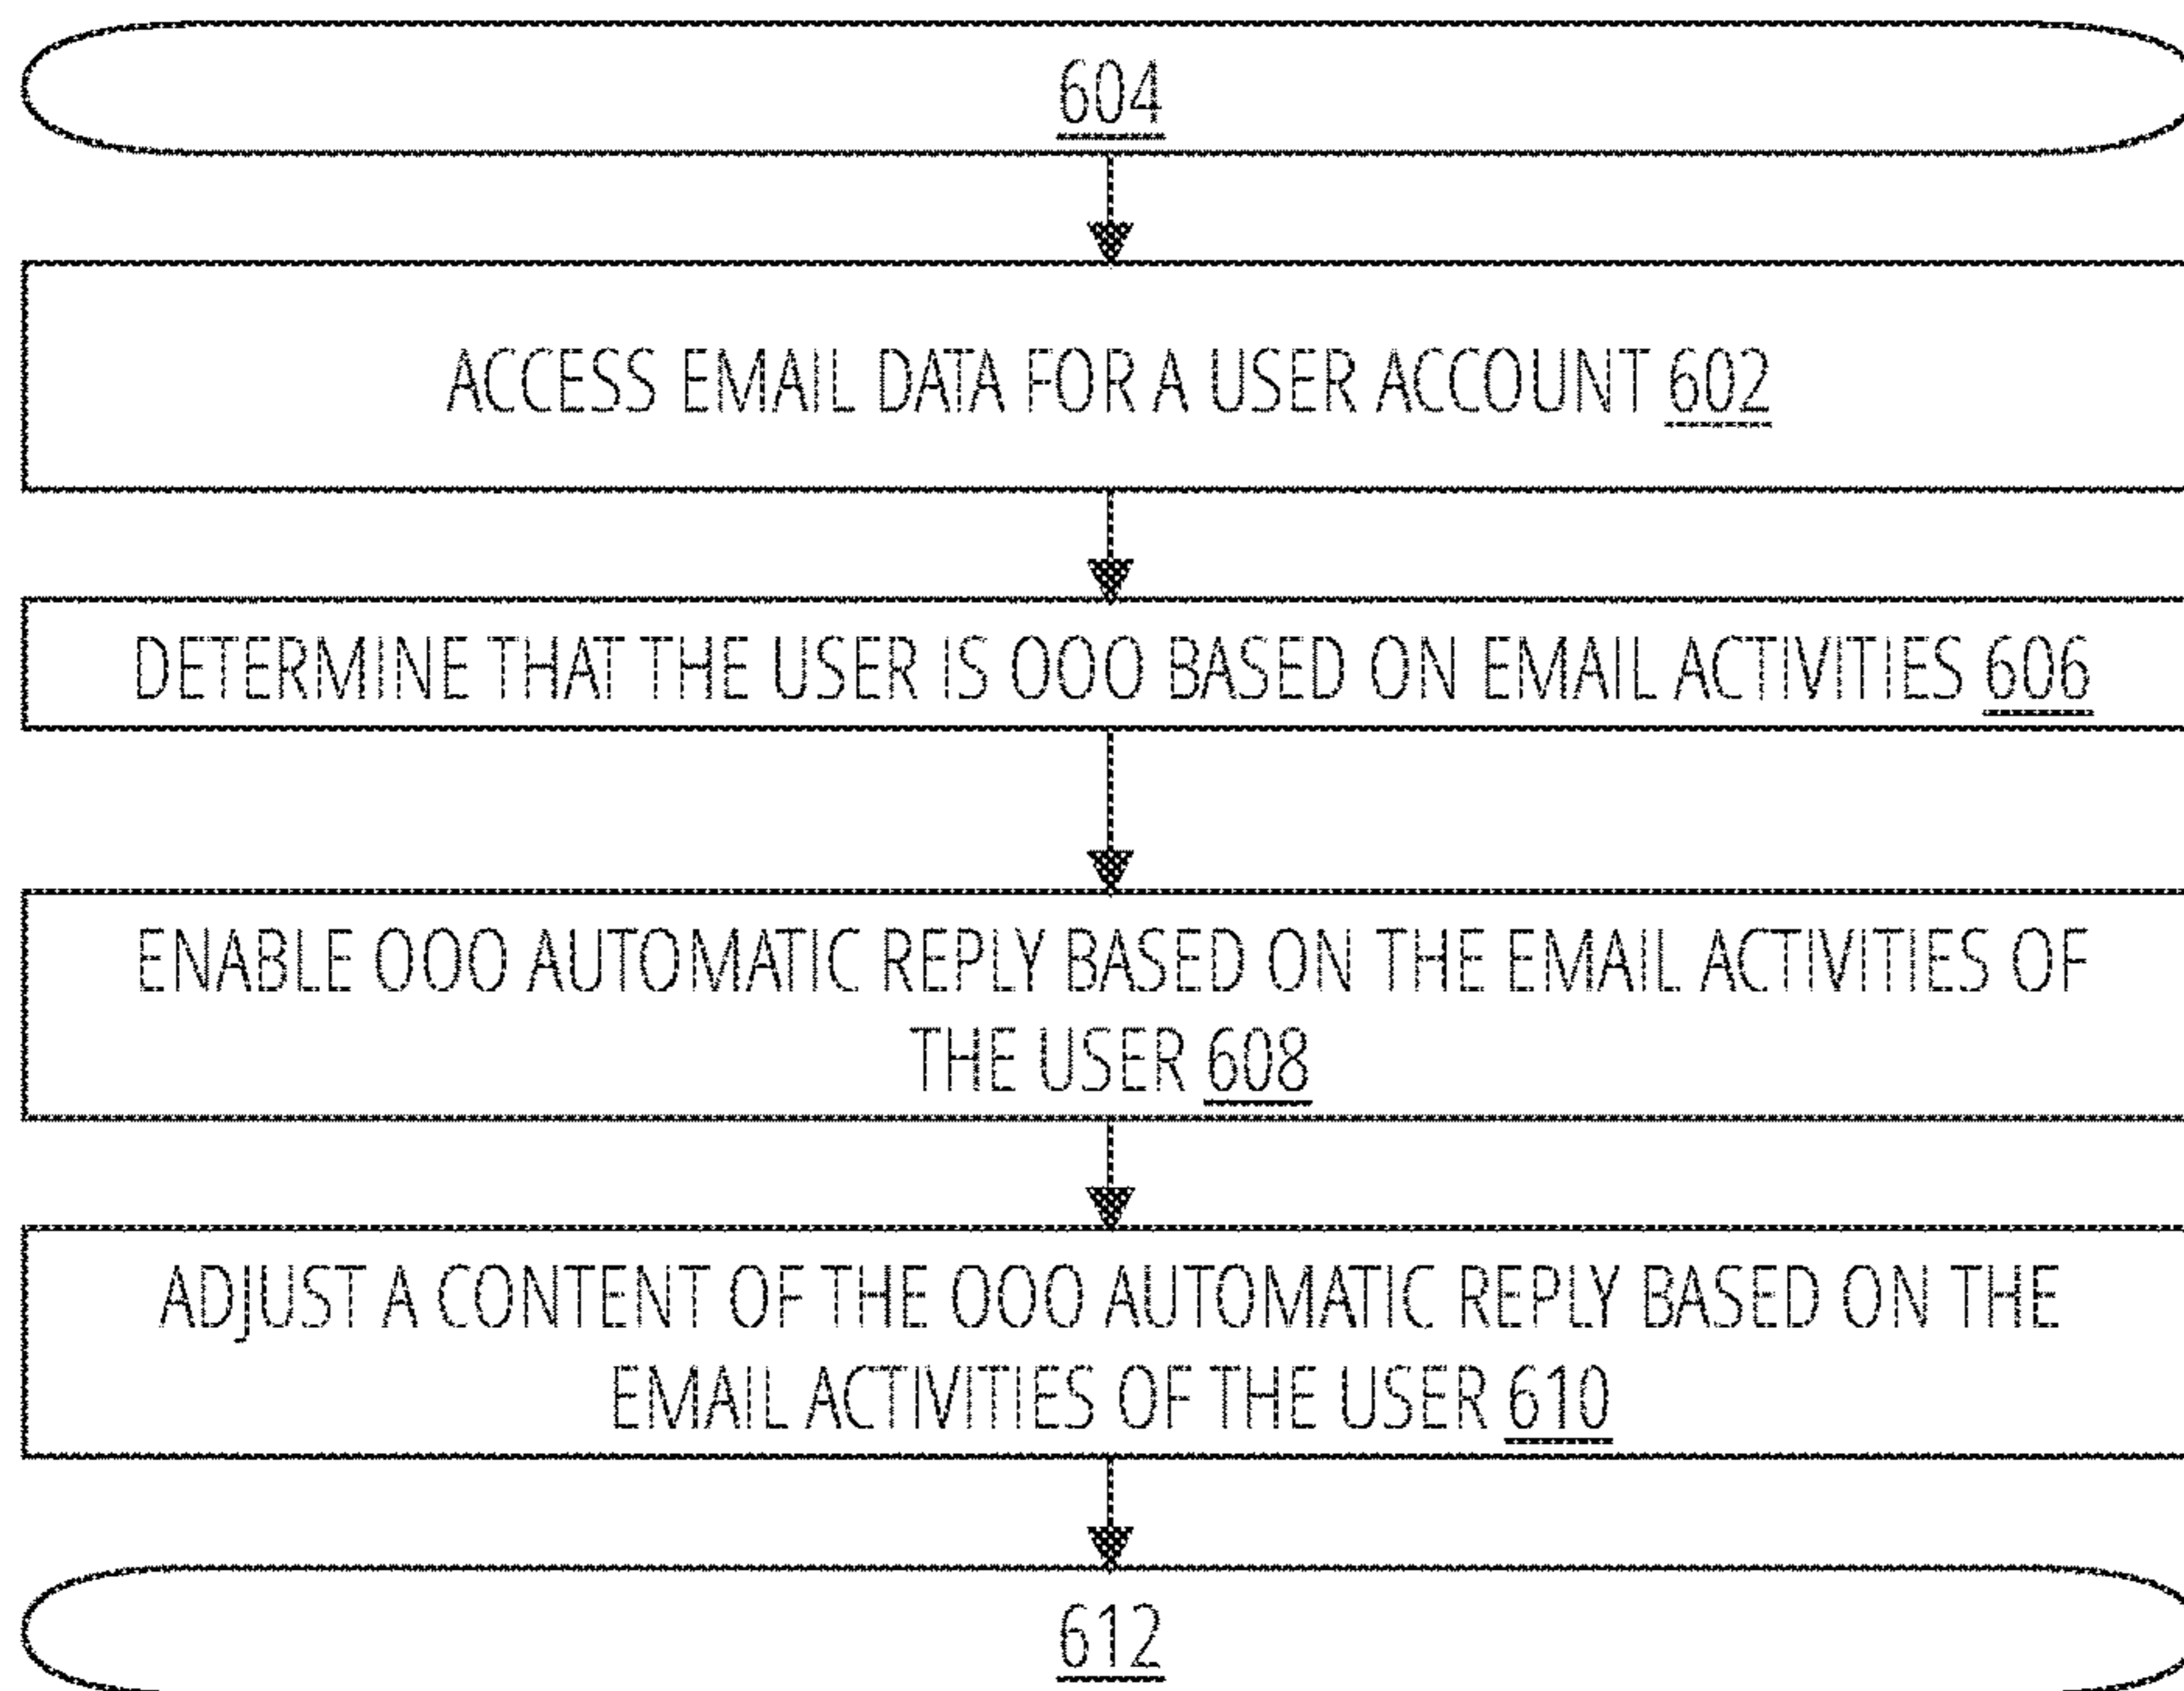 604
ACCESS EMAIL DATA FOR A USER ACCOUNT 602
DETERMINE THAT THE USER IS OOO BASED ON EMAIL ACTIVITIES 606
ENABLE OOO AUTOMATIC REPLY BASED ON THE EMAIL ACTIVITIES OF
THE USER 608
ADJUST A CONTENT OF THE OOO AUTOMATIC REPLY BASED ON THE
EMAIL ACTIVITIES OF THE USER 610
612